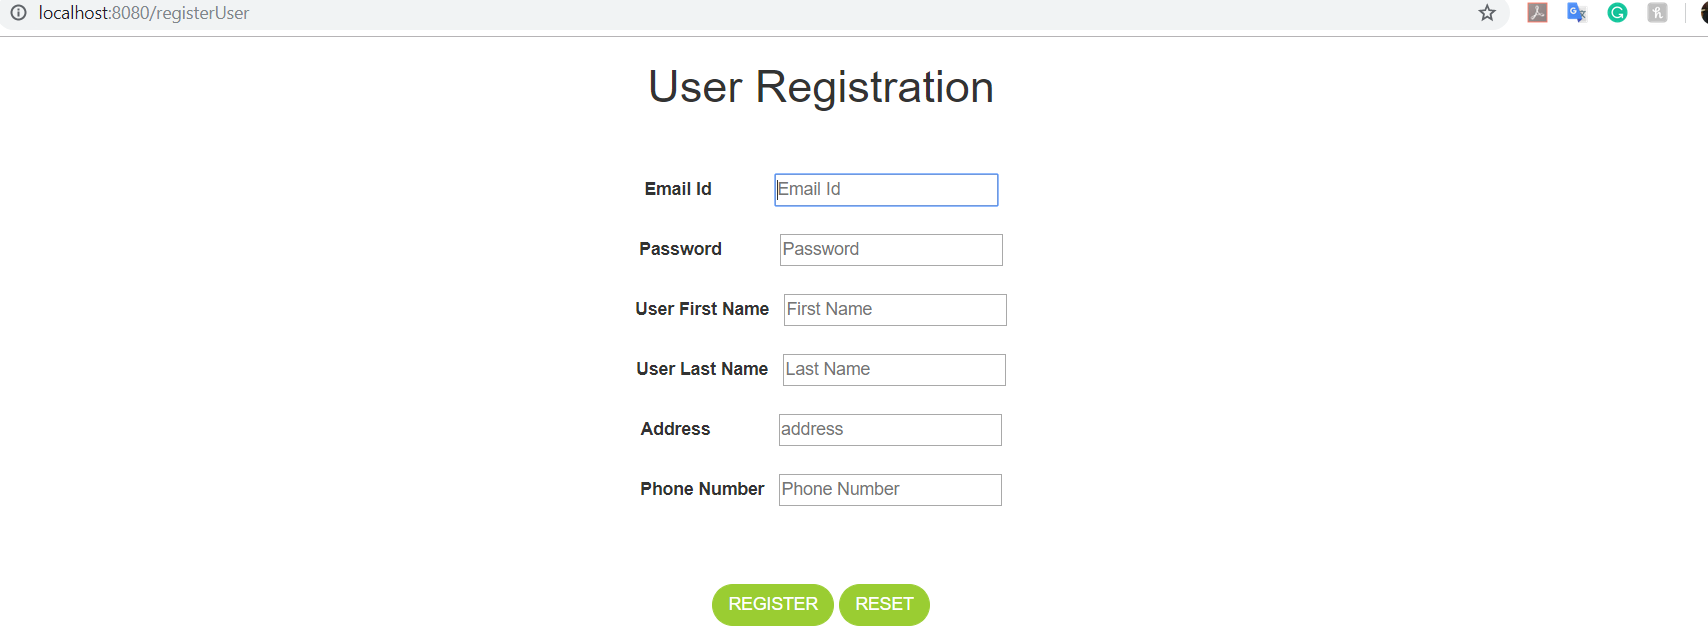 localhost:8080/registerUser
User Registration
Email Id Email Id
Password Password
User First Name First Name
User Last Name Last Name
Address address
Phone Number Phone Number
REGISTER RESET